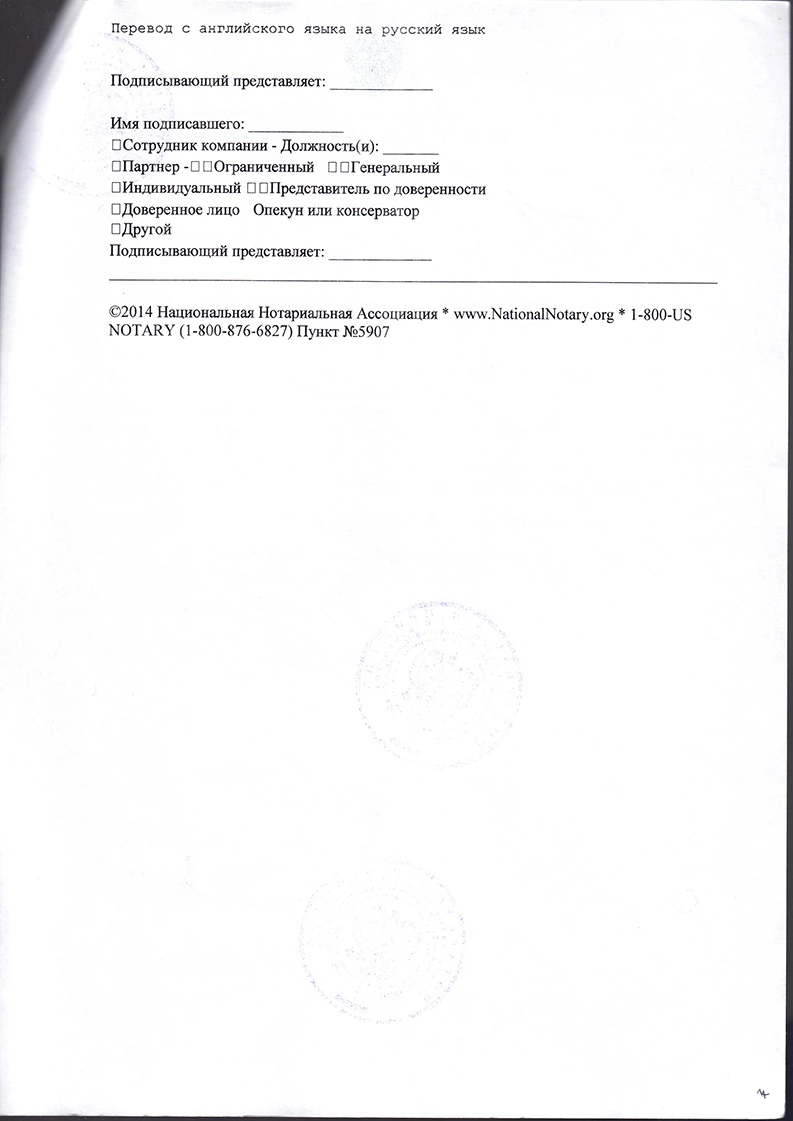 Перевод с английского языка на русский язык
Подписывающий представляет: ____________
Имя подписавшего: ____________
□Сотрудник компании - Должность(и): _______
□Партнер -□ □Ограниченный □ □Генеральный
□Индивидуальный □ □Представитель по доверенности
□Доверенное лицо Опекун или консерватор
□Другой
Подписывающий представляет: ____________
©2014 Национальная Нотариальная Ассоциация * www.NationalNotary.org * 1-800-US
NOTARY (1-800-876-6827) Пункт №5907